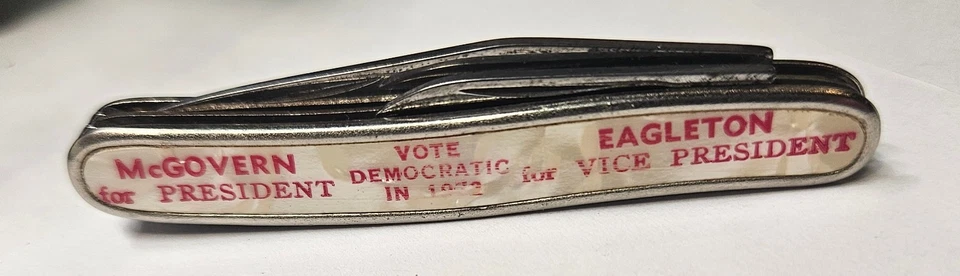 McGOVERN
for PRESIDENT
VOTE
DEMOCRATIC
IN 1972
EAGLETON
for VICE PRESIDENT